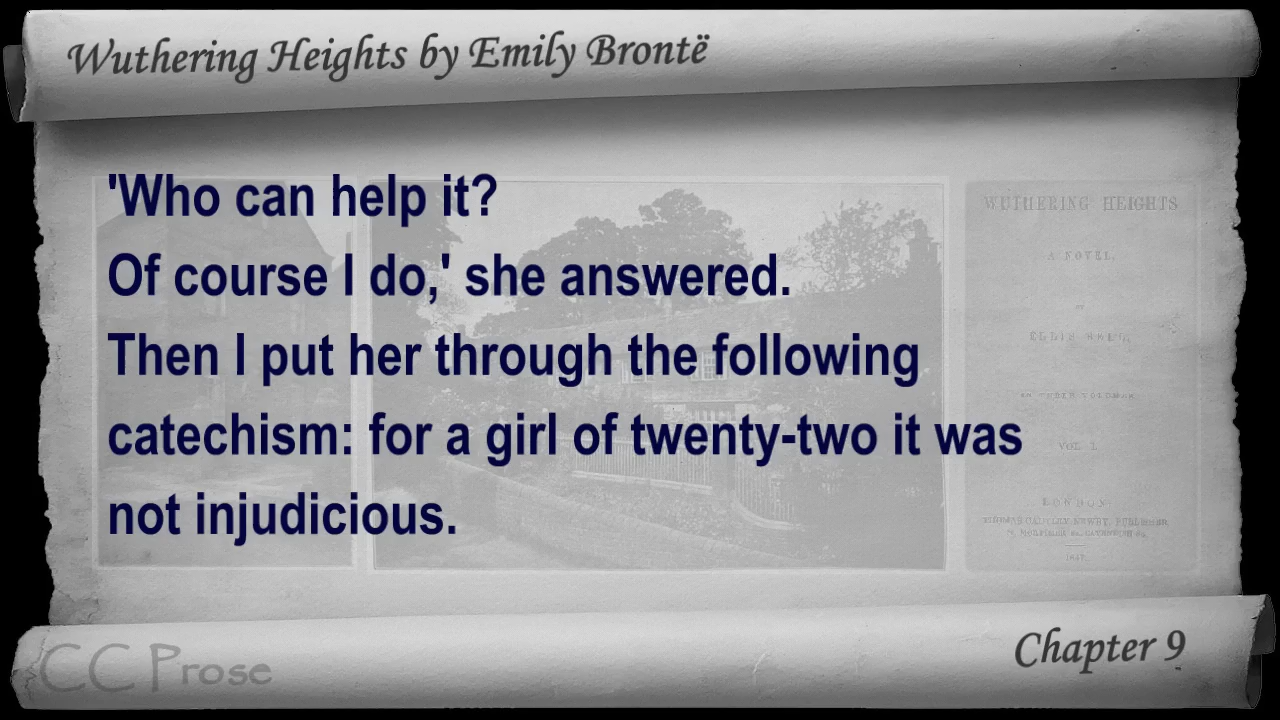 Wuthering Heights by Emily Brontë
'Who can help it?
Of course I do,' she answered.
Then I put her through the following
catechism: for a girl of twenty-two it was
not injudicious.
WUTHERING HEIGHTS
A NOVEL,
VOL. I.
LONDON
1847.
Chapter 9
CC Prose